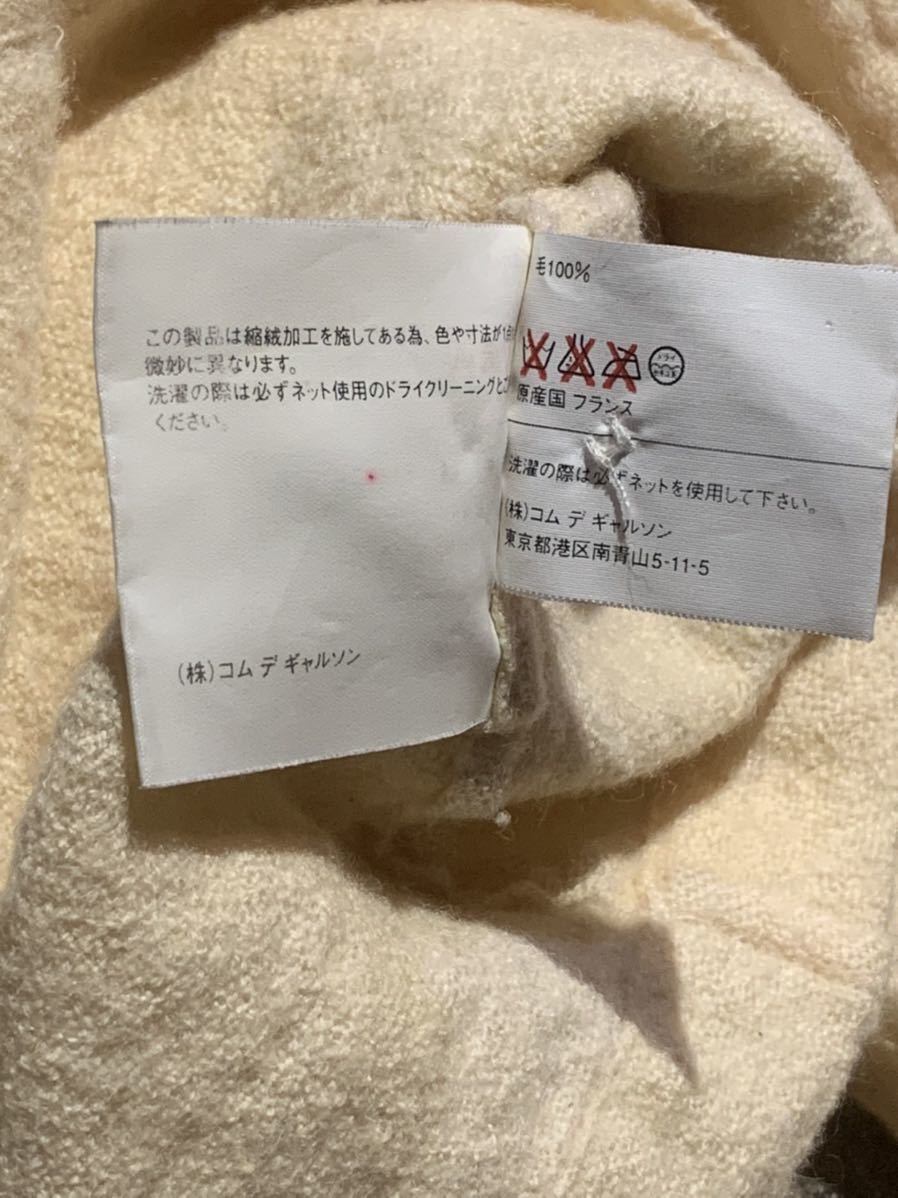 この製品は縮絨加工を施してある為、色や寸法が
微妙に異なります。
洗濯の際は必ずネット使用のドライクリーニングと
ください。
(株)コム デ ギャルソン
毛100%
ドライ
原産国 フランス
洗濯の際は必ずネットを使用して下さい。
(株)コム デ ギャルソン
東京都港区南青山5-11-5